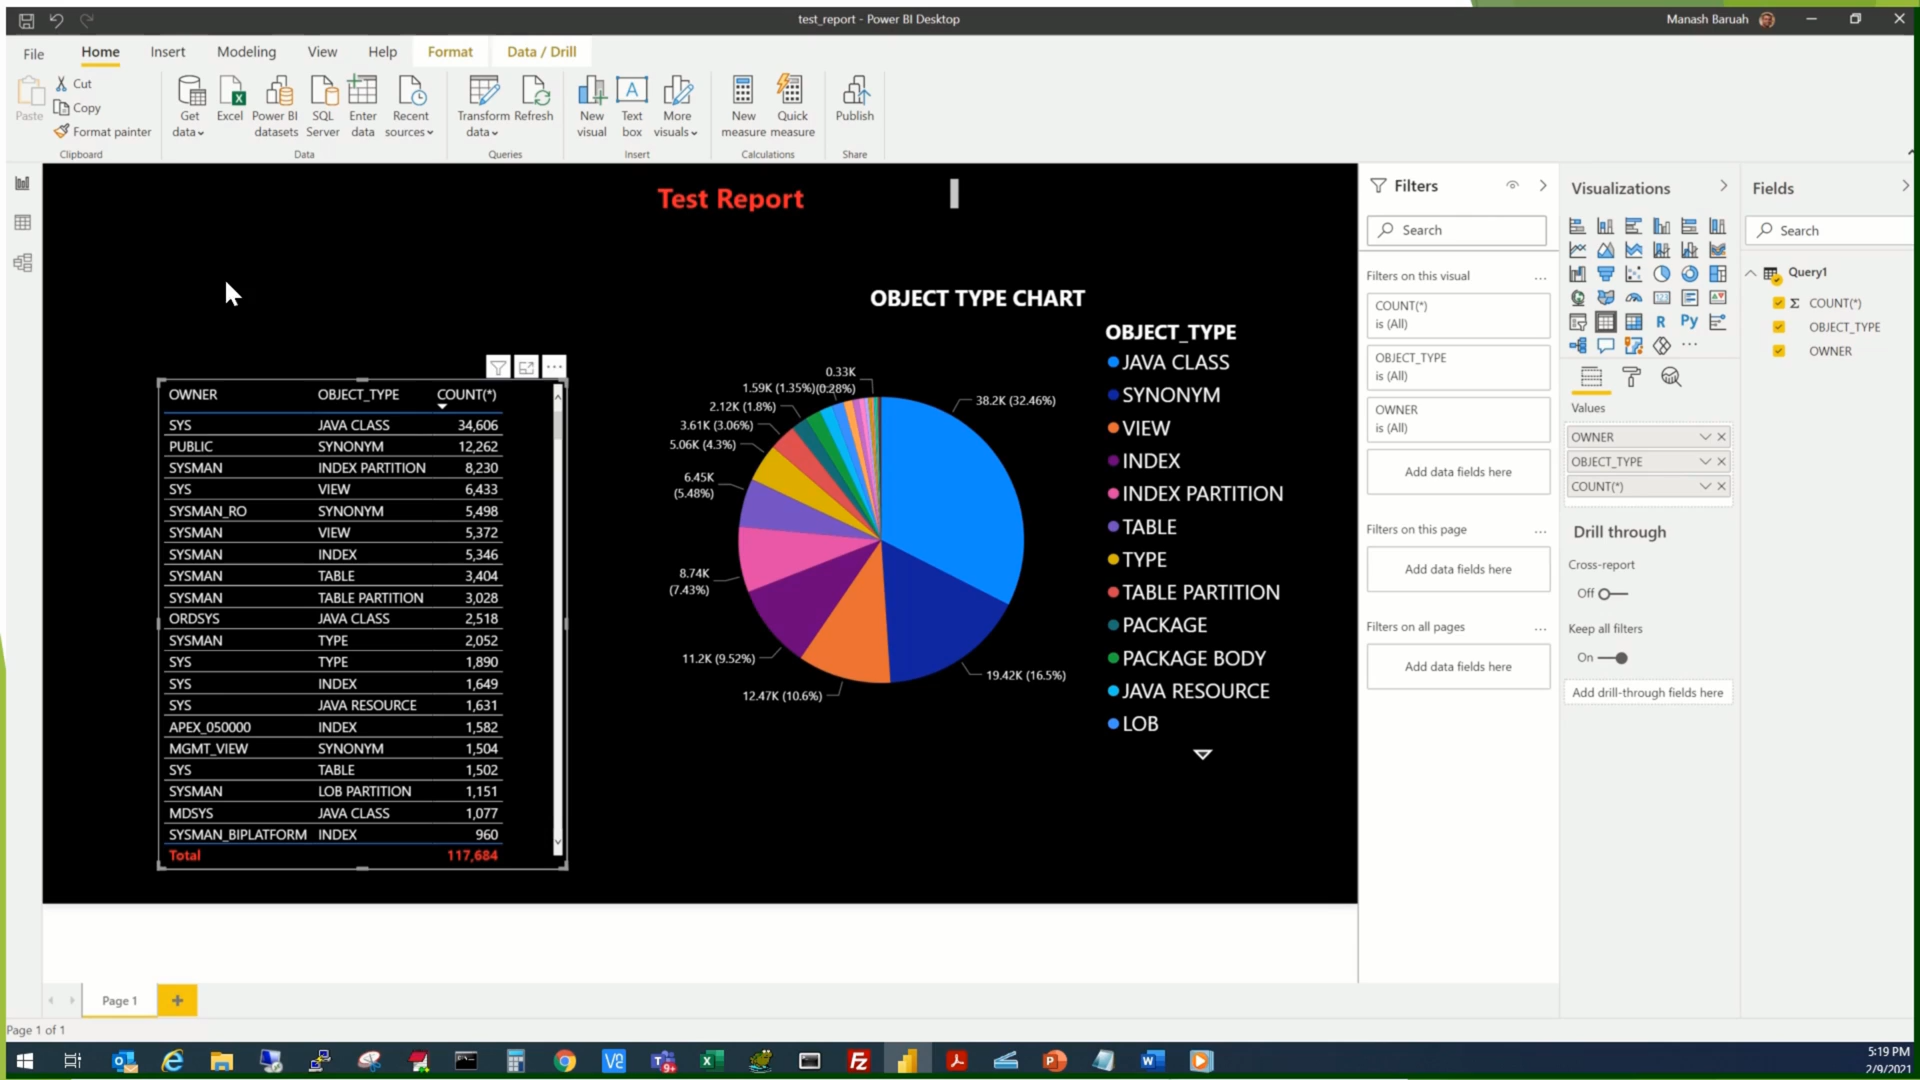 test_report - Power BI Desktop
Manash Baruah
File
Home
Insert
Modeling
View
Help
Format
Data / Drill
Paste
Cut
Copy
Format painter
Get data
Excel
Power BI datasets
SQL Server
Enter data
Recent sources
Transform data
Refresh
New visual
Text box
More visuals
New measure
Quick measure
Publish
Clipboard
Data
Queries
Insert
Calculations
Share
Test Report
OWNER OBJECT_TYPE COUNT(*)
SYS JAVA CLASS 34,606
PUBLIC SYNONYM 12,262
SYSMAN INDEX PARTITION 8,230
SYS VIEW 6,433
SYSMAN_RO SYNONYM 5,498
SYSMAN VIEW 5,372
SYSMAN INDEX 5,346
SYSMAN TABLE 3,404
SYSMAN TABLE PARTITION 3,028
ORDSYS JAVA CLASS 2,518
SYSMAN TYPE 2,052
SYS TYPE 1,890
SYS INDEX 1,649
SYS JAVA RESOURCE 1,631
APEX_050000 INDEX 1,582
MGMT_VIEW SYNONYM 1,504
SYS TABLE 1,502
SYSMAN LOB PARTITION 1,151
MDSYS JAVA CLASS 1,077
SYSMAN_BIPLATFORM INDEX 960
Total 117,684
OBJECT TYPE CHART
0.33K
(0.28%)
1.59K (1.35%)
2.12K (1.8%)
3.61K (3.06%)
5.06K (4.3%)
6.45K
(5.48%)
8.74K
(7.43%)
11.2K (9.52%)
12.47K (10.6%)
19.42K (16.5%)
38.2K (32.46%)
OBJECT_TYPE
JAVA CLASS
SYNONYM
VIEW
INDEX
INDEX PARTITION
TABLE
TYPE
TABLE PARTITION
PACKAGE
PACKAGE BODY
JAVA RESOURCE
LOB
Filters
Search
Filters on this visual
...
COUNT(*)
is (All)
OBJECT_TYPE
is (All)
OWNER
is (All)
Add data fields here
Filters on this page
...
Add data fields here
Filters on all pages
...
Add data fields here
Visualizations
R
Py
...
Values
OWNER
OBJECT_TYPE
COUNT(*)
Drill through
Cross-report
Off
Keep all filters
On
Add drill-through fields here
Fields
Search
Query1
Σ COUNT(*)
OBJECT_TYPE
OWNER
Page 1
+
Page 1 of 1
5:19 PM
2/9/2021